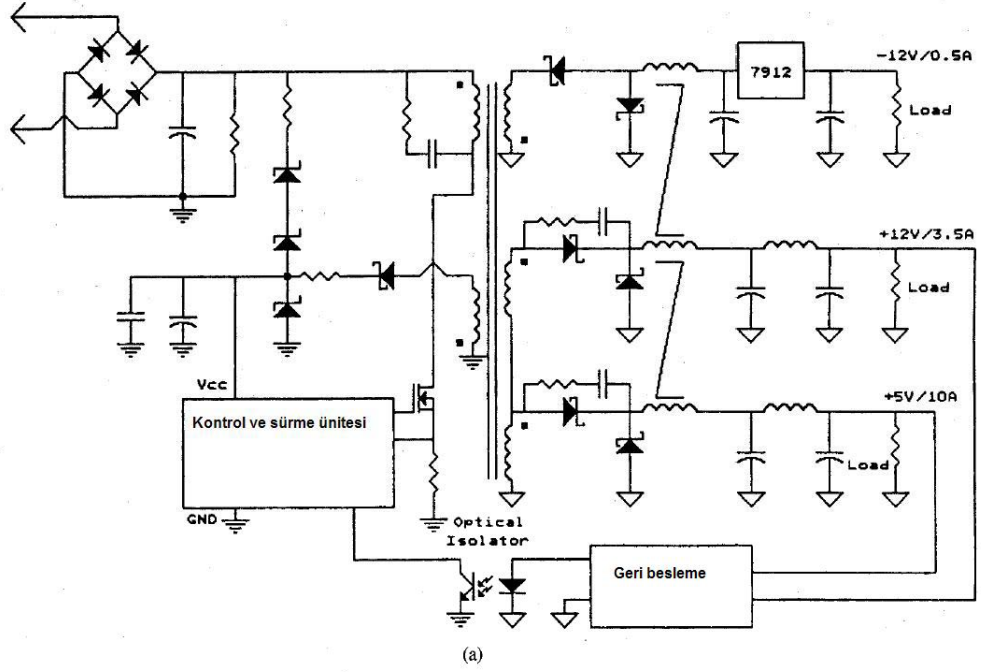 7912
-12V/0.5A
Load
+12V/3.5A
Load
Vcc
Kontrol ve sürme ünitesi
GND
+5V/10A
Load
Optical
Isolator
Geri besleme
(a)